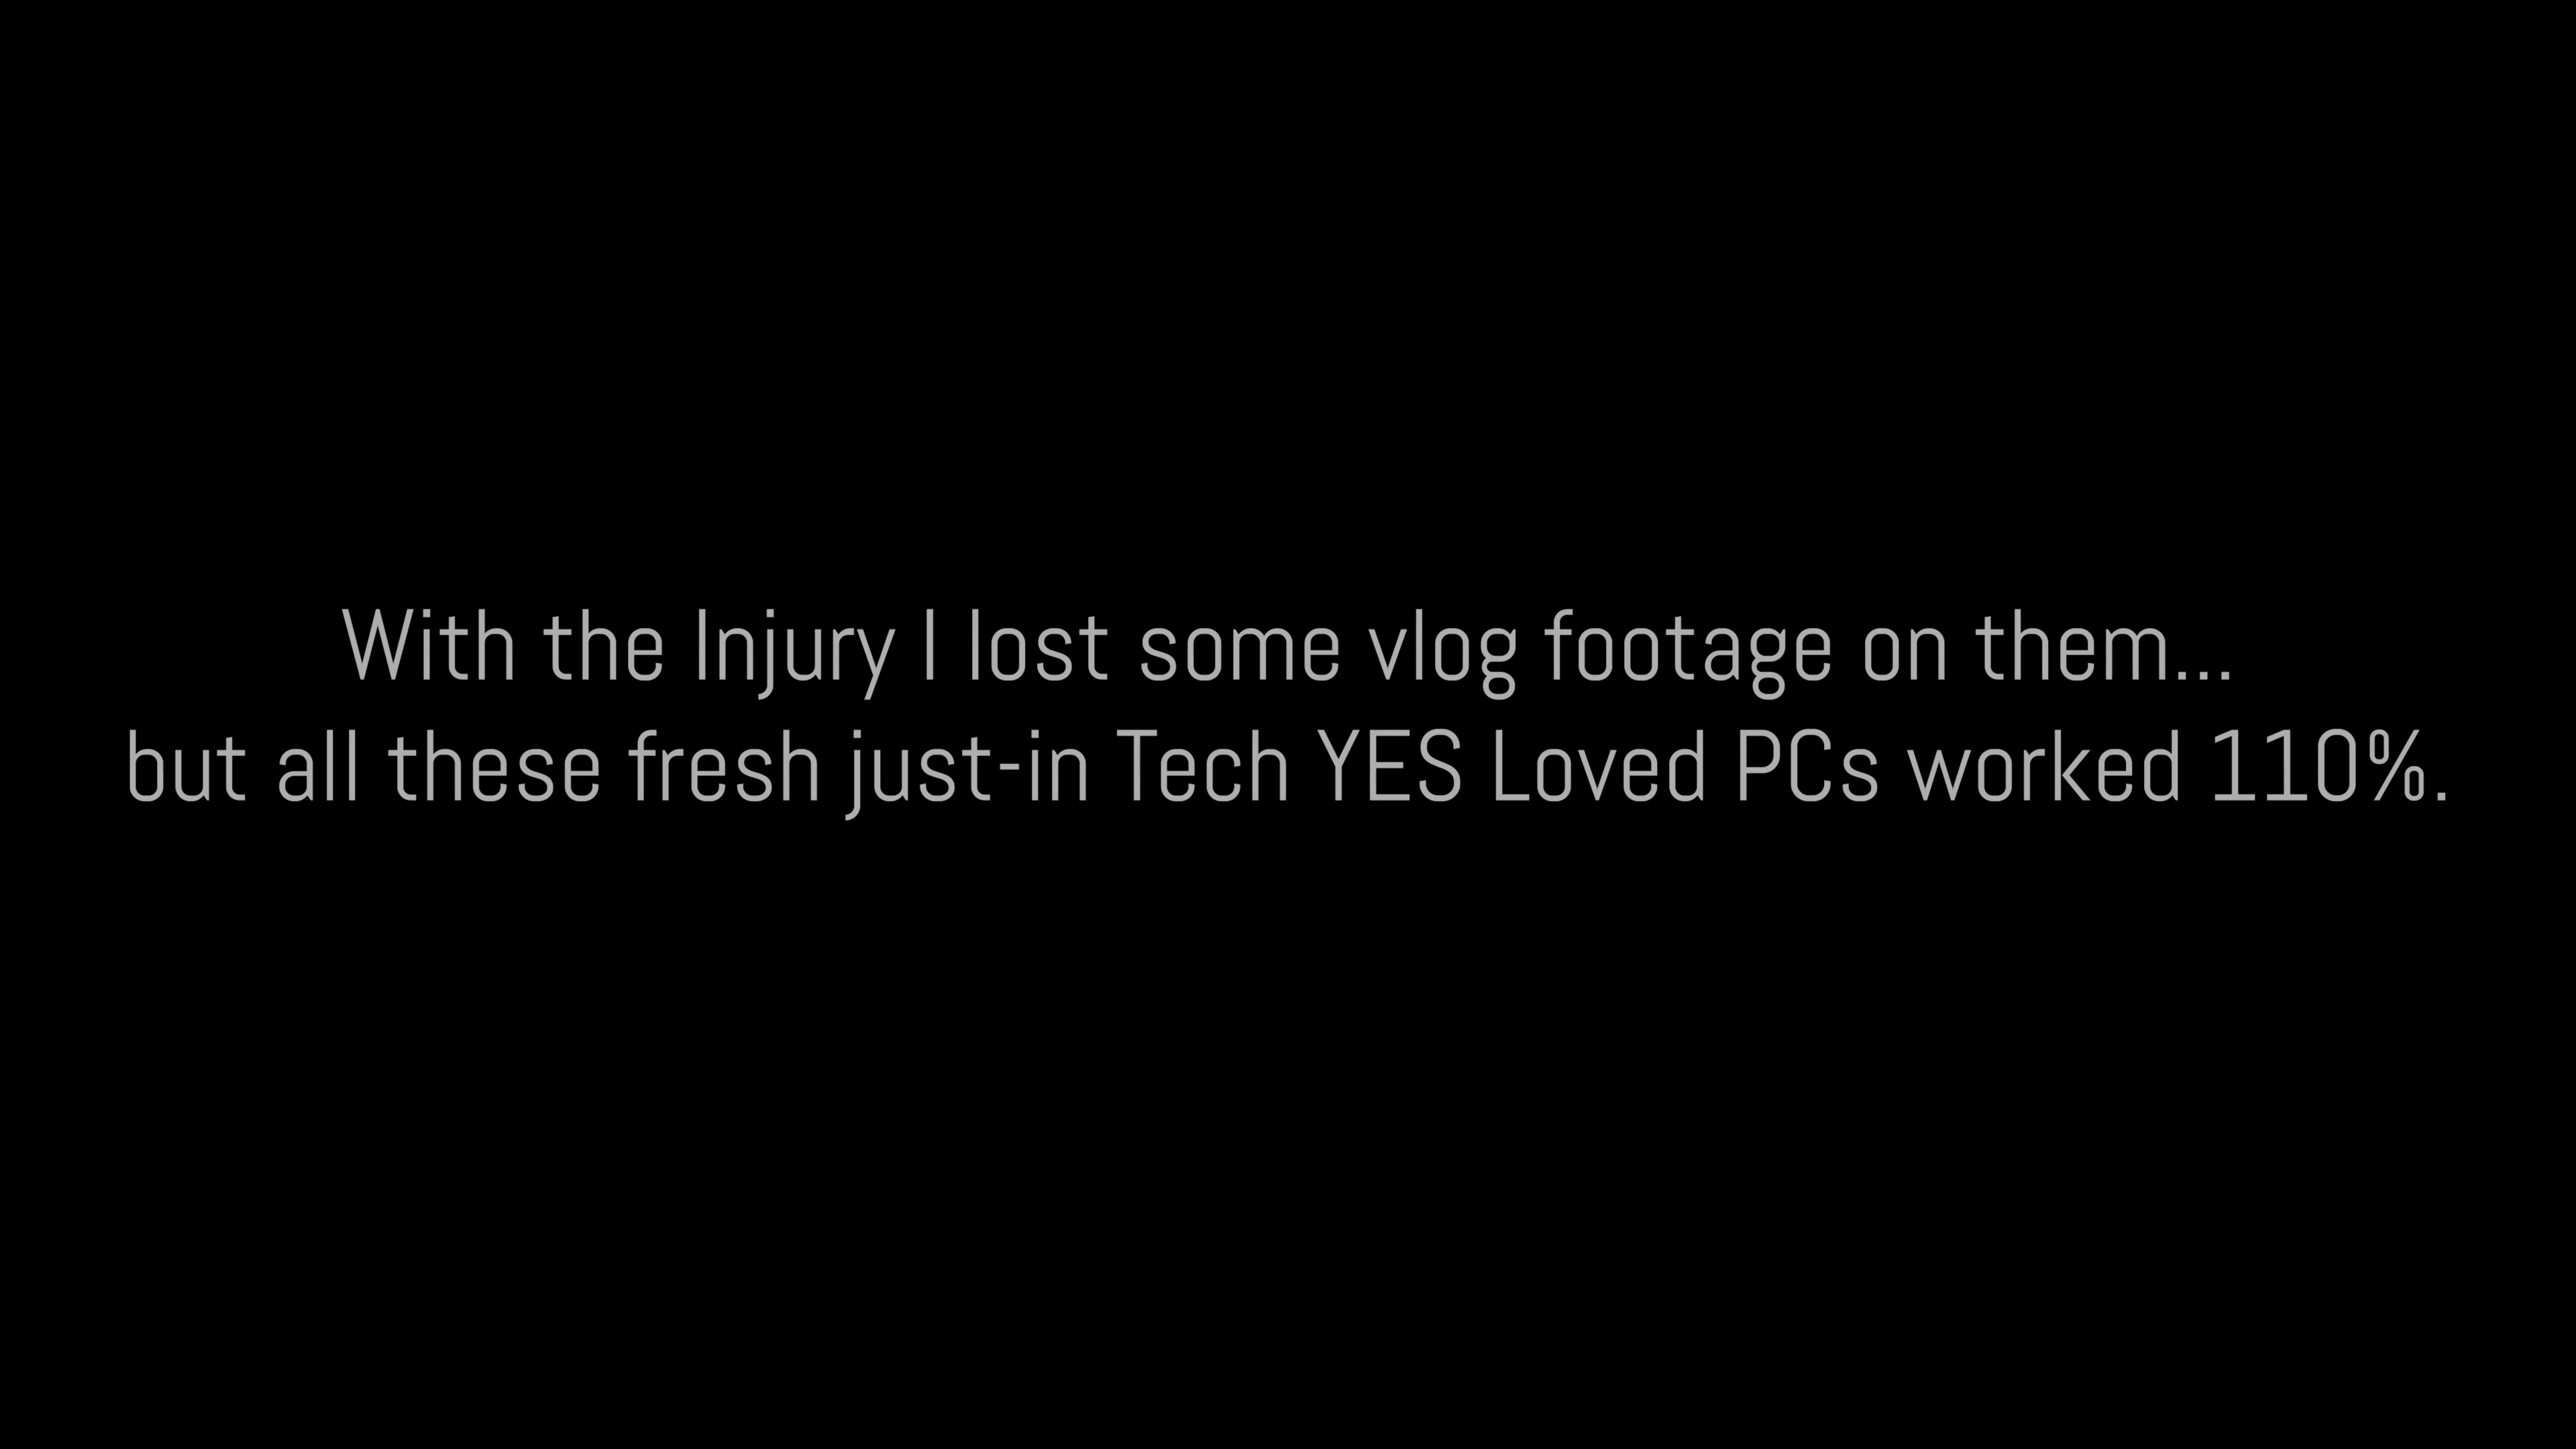 With the Injury I lost some vlog footage on them...
but all these fresh just-in Tech YES Loved PCs worked 110%.